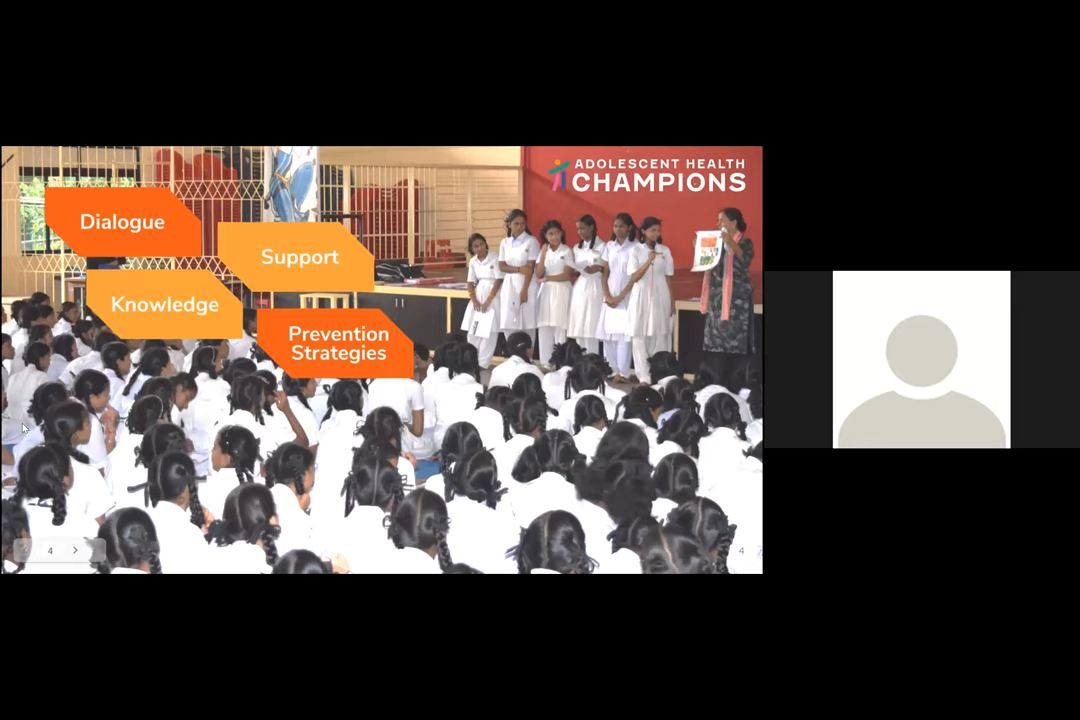 ADOLESCENT HEALTH
CHAMPIONS
Dialogue
Support
Knowledge
Prevention
Strategies
4
4